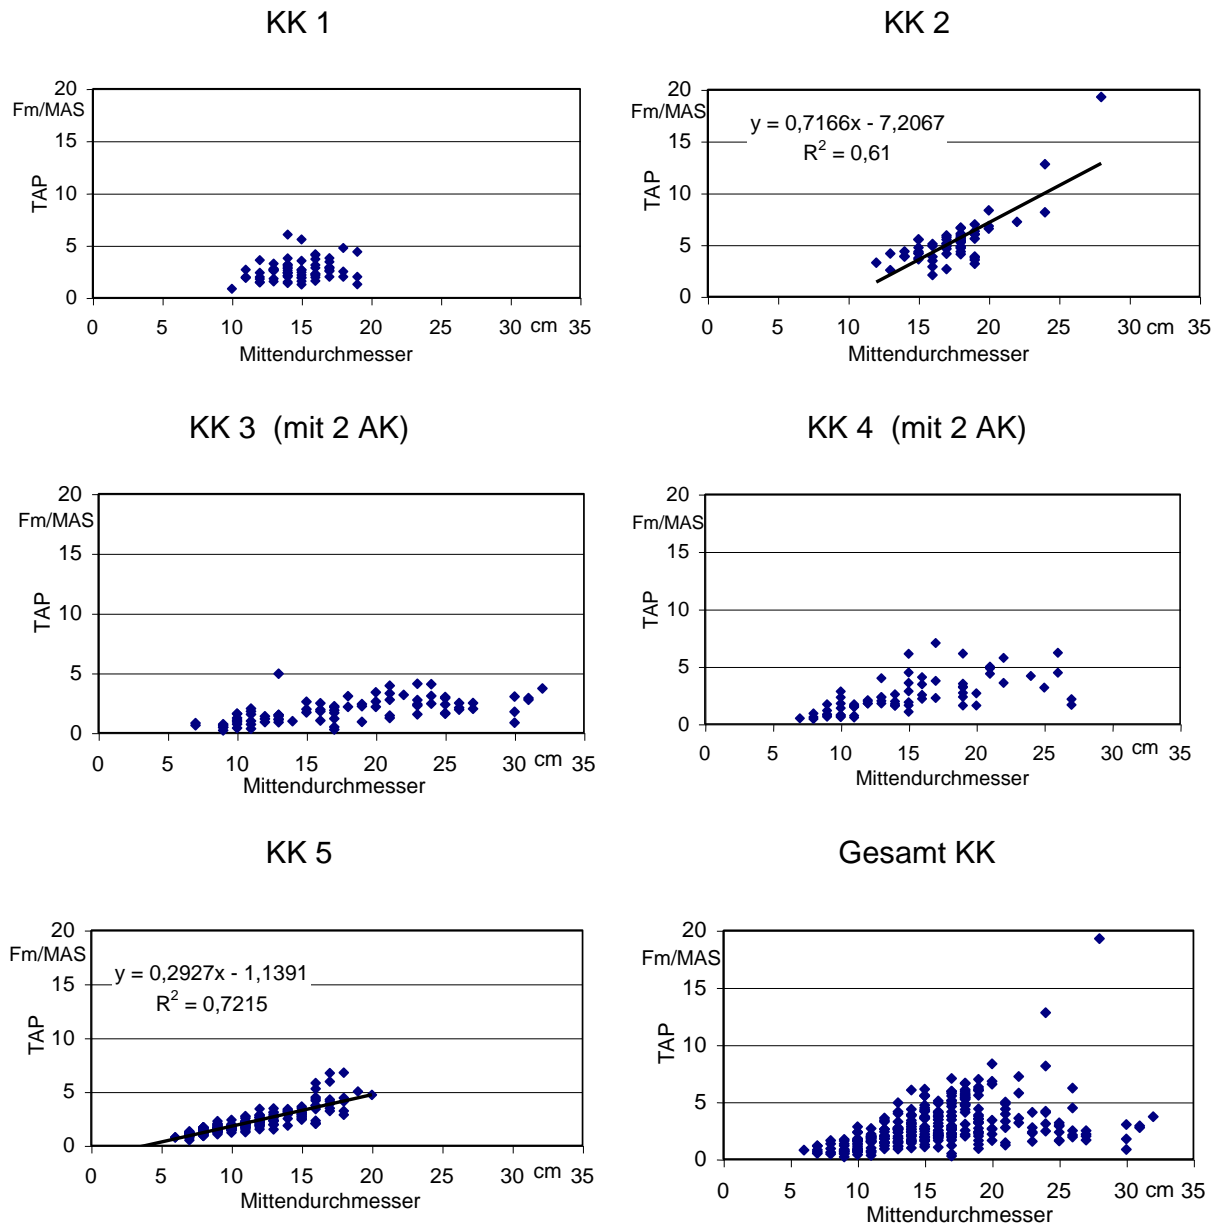 KK 1
20
Fm/MAS
15
TAP
10
5
0
0 5 10 15 20 25 30 cm 35
Mittendurchmesser
KK 2
20
Fm/MAS
y = 0,7166x - 7,2067
R² = 0,61
15
TAP
10
5
0
0 5 10 15 20 25 30 cm 35
Mittendurchmesser
KK 3 (mit 2 AK)
20
Fm/MAS
15
TAP
10
5
0
0 5 10 15 20 25 30 cm 35
Mittendurchmesser
KK 4 (mit 2 AK)
20
Fm/MAS
15
TAP
10
5
0
0 5 10 15 20 25 30 cm 35
Mittendurchmesser
KK 5
20
Fm/MAS
y = 0,2927x - 1,1391
R² = 0,7215
15
TAP
10
5
0
0 5 10 15 20 25 30 cm 35
Mittendurchmesser
Gesamt KK
20
Fm/MAS
15
TAP
10
5
0
0 5 10 15 20 25 30 cm 35
Mittendurchmesser